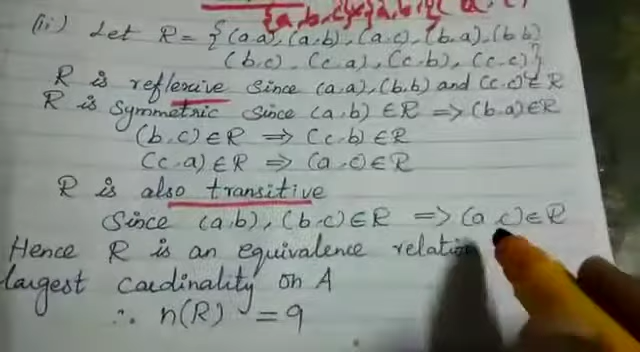 {a,b,c}×{a,b,c}
(ii) Let R = {(a.a), (a.b), (a.c), (b.a), (b.b)
(b.c), (c.a), (c.b), (c.c)}
R is reflexive since (a.a), (b.b) and (c.c) ∈ R
R is symmetric since (a.b) ∈ R => (b.a) ∈ R
(b.c) ∈ R => (c.b) ∈ R
(c.a) ∈ R => (a.c) ∈ R
R is also transitive
Since (a.b), (b.c) ∈ R => (a.c) ∈ R
Hence R is an equivalence relation
largest cardinality on A
∴ n(R) = 9